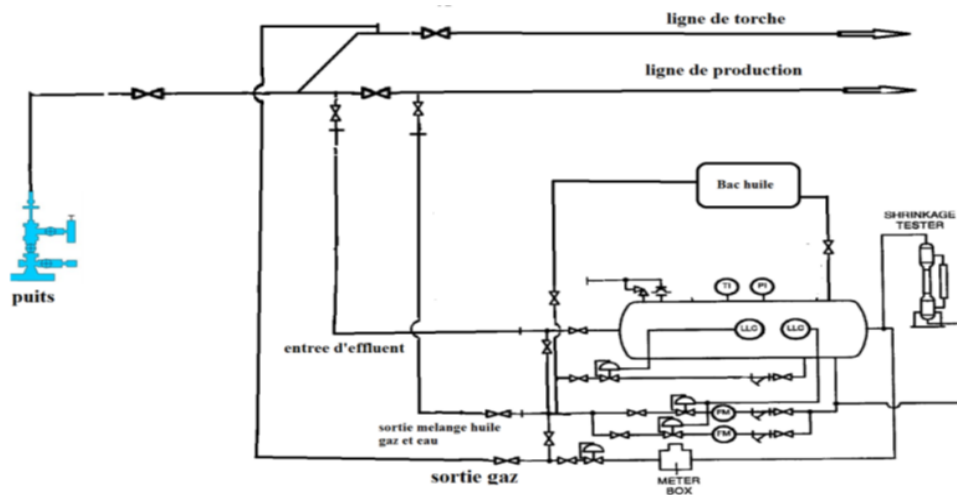 ligne de torche
ligne de production
Bac huile
SHRINKAGE
TESTER
puits
TI
PI
entree d'effluent
LLC
LLC
sortie melange huile
gaz et eau
FM
FM
sortie gaz
METER
BOX